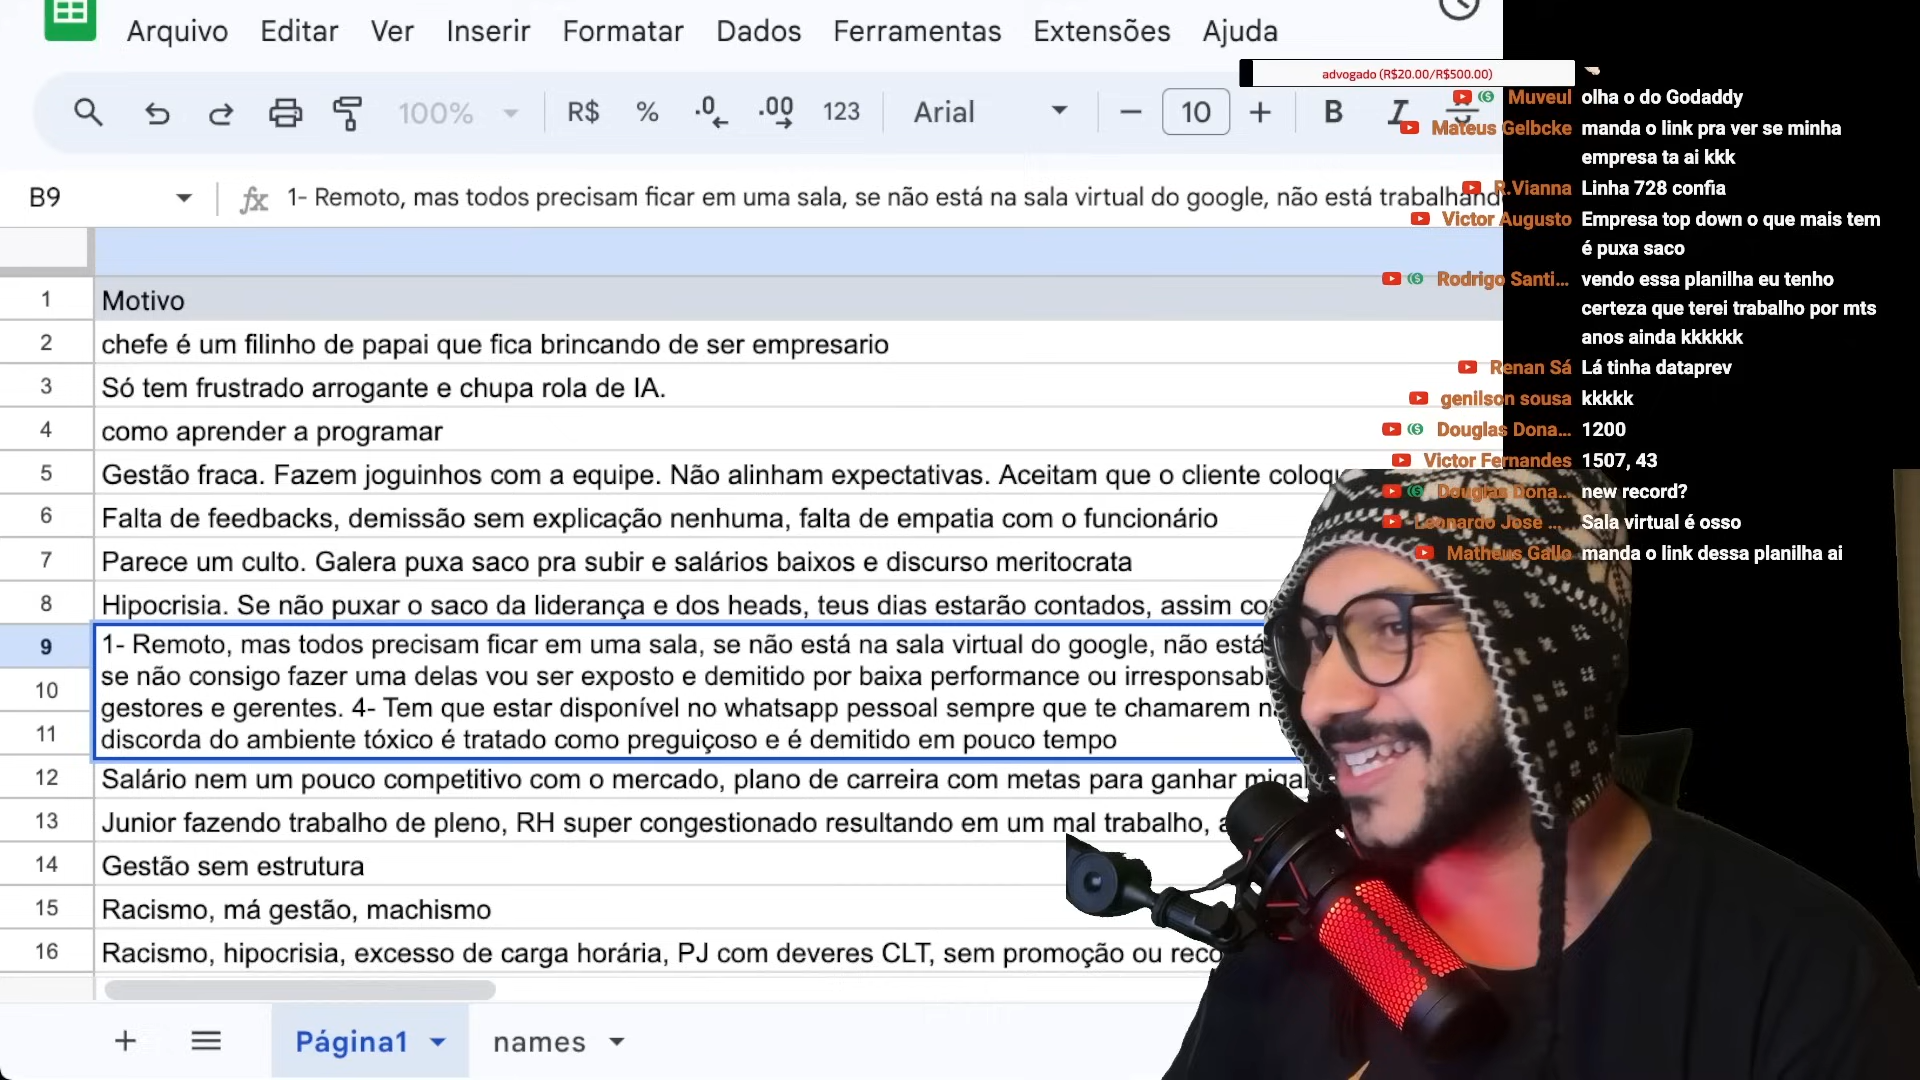 Arquivo Editar Ver Inserir Formatar Dados Ferramentas Extensões Ajuda
advogado (R$20.00/R$500.00)
100% R$ % .0 .00 123 Arial 10 B I S
B9 fx 1- Remoto, mas todos precisam ficar em uma sala, se não está na sala virtual do google, não está trabalhand
1 Motivo
2 chefe é um filinho de papai que fica brincando de ser empresario
3 Só tem frustrado arrogante e chupa rola de IA.
4 como aprender a programar
5 Gestão fraca. Fazem joguinhos com a equipe. Não alinham expectativas. Aceitam que o cliente coloqu
6 Falta de feedbacks, demissão sem explicação nenhuma, falta de empatia com o funcionário
7 Parece um culto. Galera puxa saco pra subir e salários baixos e discurso meritocrata
8 Hipocrisia. Se não puxar o saco da liderança e dos heads, teus dias estarão contados, assim co
9 1- Remoto, mas todos precisam ficar em uma sala, se não está na sala virtual do google, não está
10 se não consigo fazer uma delas vou ser exposto e demitido por baixa performance ou irresponsabi
gestores e gerentes. 4- Tem que estar disponível no whatsapp pessoal sempre que te chamarem n
11 discorda do ambiente tóxico é tratado como preguiçoso e é demitido em pouco tempo
12 Salário nem um pouco competitivo com o mercado, plano de carreira com metas para ganhar migal
13 Junior fazendo trabalho de pleno, RH super congestionado resultando em um mal trabalho, a
14 Gestão sem estrutura
15 Racismo, má gestão, machismo
16 Racismo, hipocrisia, excesso de carga horária, PJ com deveres CLT, sem promoção ou reco
+ Página1 names
Muveul olha o do Godaddy
Mateus Gelbcke manda o link pra ver se minha
empresa ta ai kkk
R.Vianna Linha 728 confia
Victor Augusto Empresa top down o que mais tem
é puxa saco
Rodrigo Santi... vendo essa planilha eu tenho
certeza que terei trabalho por mts
anos ainda kkkkkk
Renan Sá Lá tinha dataprev
genilson sousa kkkkk
Douglas Dona... 1200
Victor Fernandes 1507, 43
Douglas Dona... new record?
Leonardo José ... Sala virtual é osso
Matheus Gallo manda o link dessa planilha ai